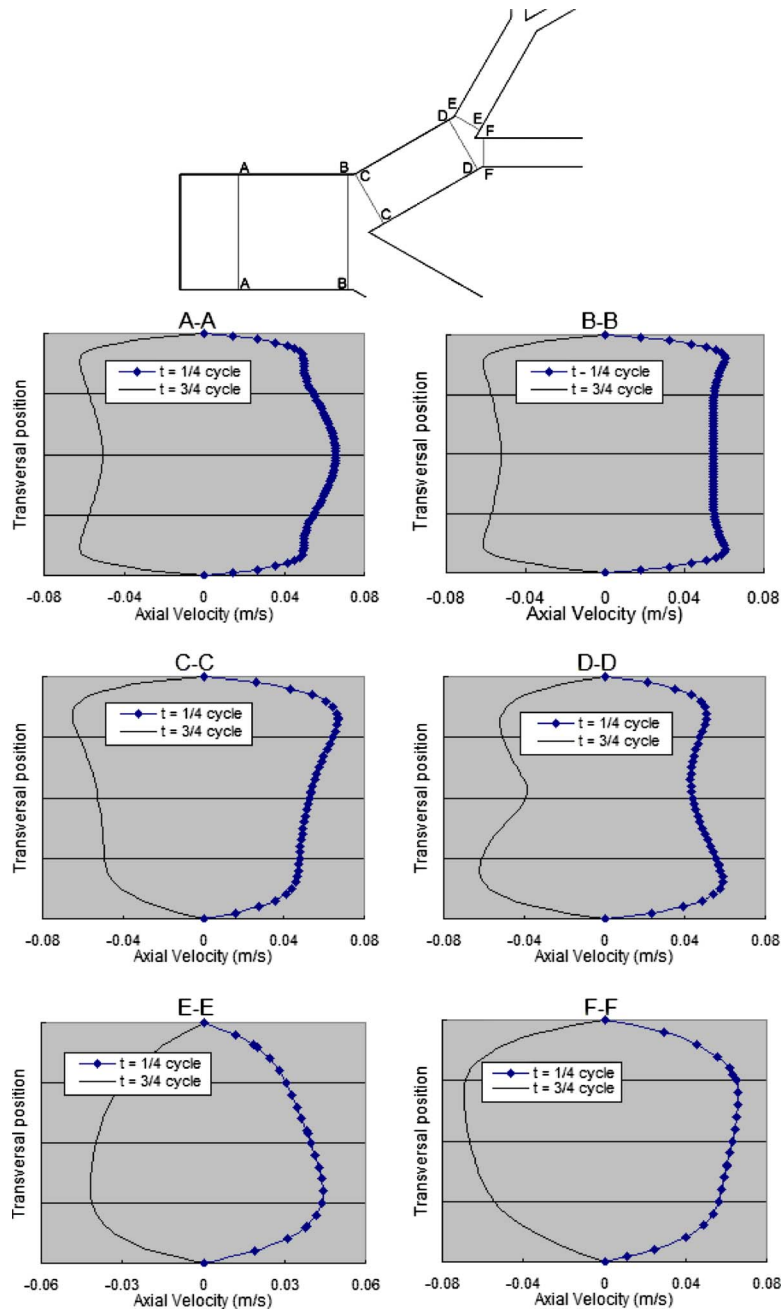 E
D
E
F
A
B
C
D
F
C
A
B
A-A
B-B
t = 1/4 cycle
t = 3/4 cycle
t - 1/4 cycle
t = 3/4 cycle
Transversal position
Transversal position
-0.08 -0.04 0 0.04 0.08
-0.08 -0.04 0 0.04 0.08
Axial Velocity (m/s)
Axial Velocity (m/s)
C-C
D-D
t = 1/4 cycle
t = 3/4 cycle
t = 1/4 cycle
t = 3/4 cycle
Transversal position
Transversal position
-0.08 -0.04 0 0.04 0.08
-0.08 -0.04 0 0.04 0.08
Axial Velocity (m/s)
Axial Velocity (m/s)
E-E
F-F
t = 1/4 cycle
t = 3/4 cycle
t = 1/4 cycle
t = 3/4 cycle
Transversal position
Transversal position
-0.06 -0.03 0 0.03 0.06
-0.08 -0.04 0 0.04 0.08
Axial Velocity (m/s)
Axial Velocity (m/s)